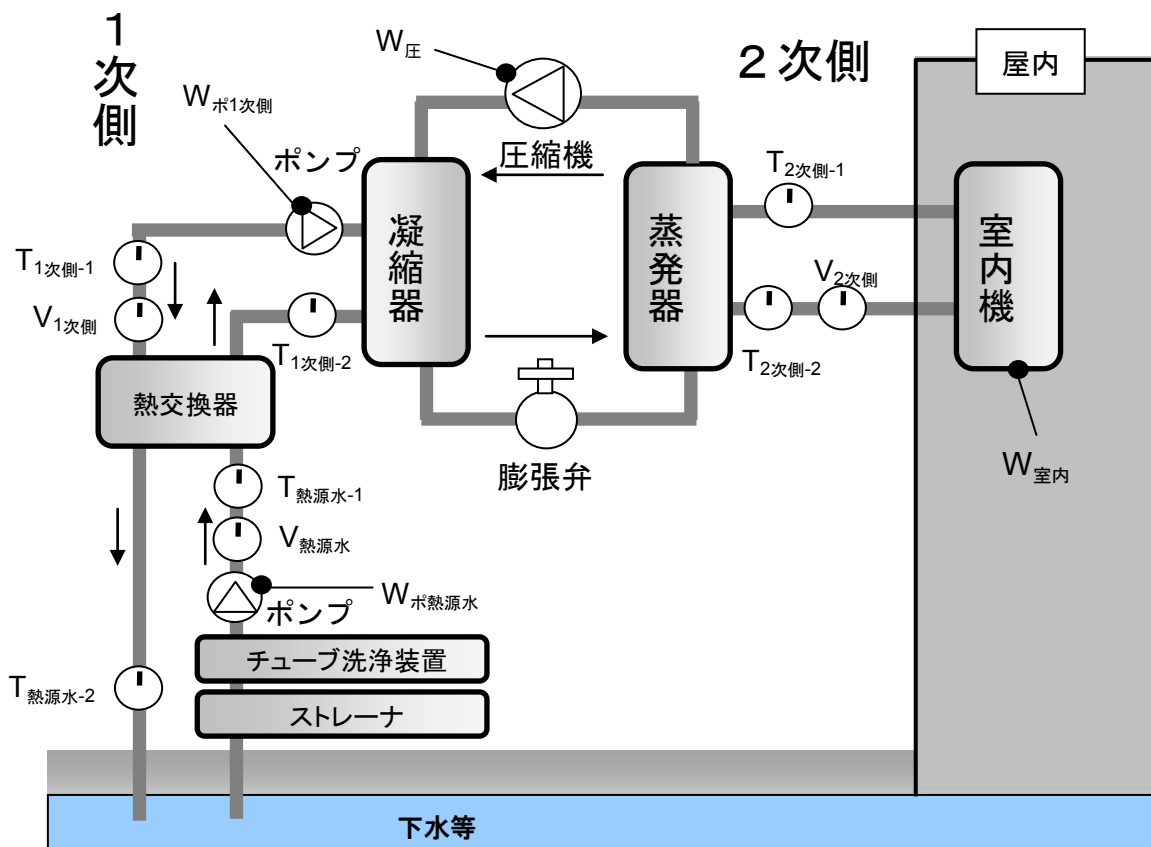 1次側
W圧
2次側
屋内
Wポ1次側
ポンプ
圧縮機
T2次側-1
凝縮器
蒸発器
室内機
T1次側-1
V1次側
T1次側-2
V2次側
T2次側-2
熱交換器
膨張弁
W室内
T熱源水-1
V熱源水
Wポ熱源水
ポンプ
チューブ洗浄装置
T熱源水-2
ストレーナ
下水等